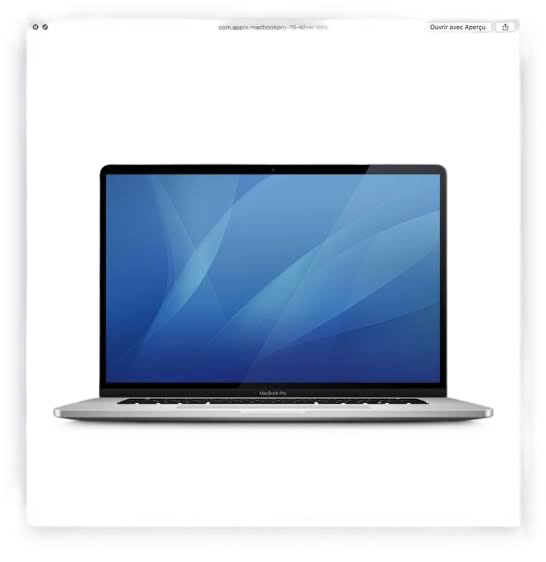 com.apple.macbookpro-16-silver.icns
Ouvrir avec Aperçu
MacBook Pro